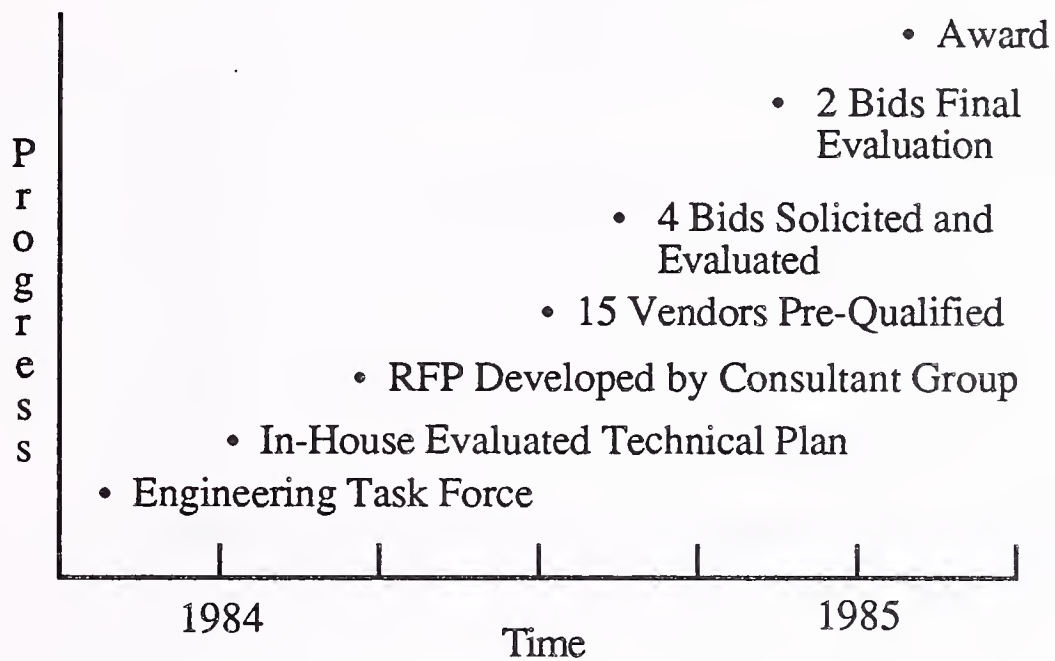 • Award
• 2 Bids Final
Evaluation
• 4 Bids Solicited and
Evaluated
• 15 Vendors Pre-Qualified
• RFP Developed by Consultant Group
• In-House Evaluated Technical Plan
• Engineering Task Force
Progress
1984
1985
Time